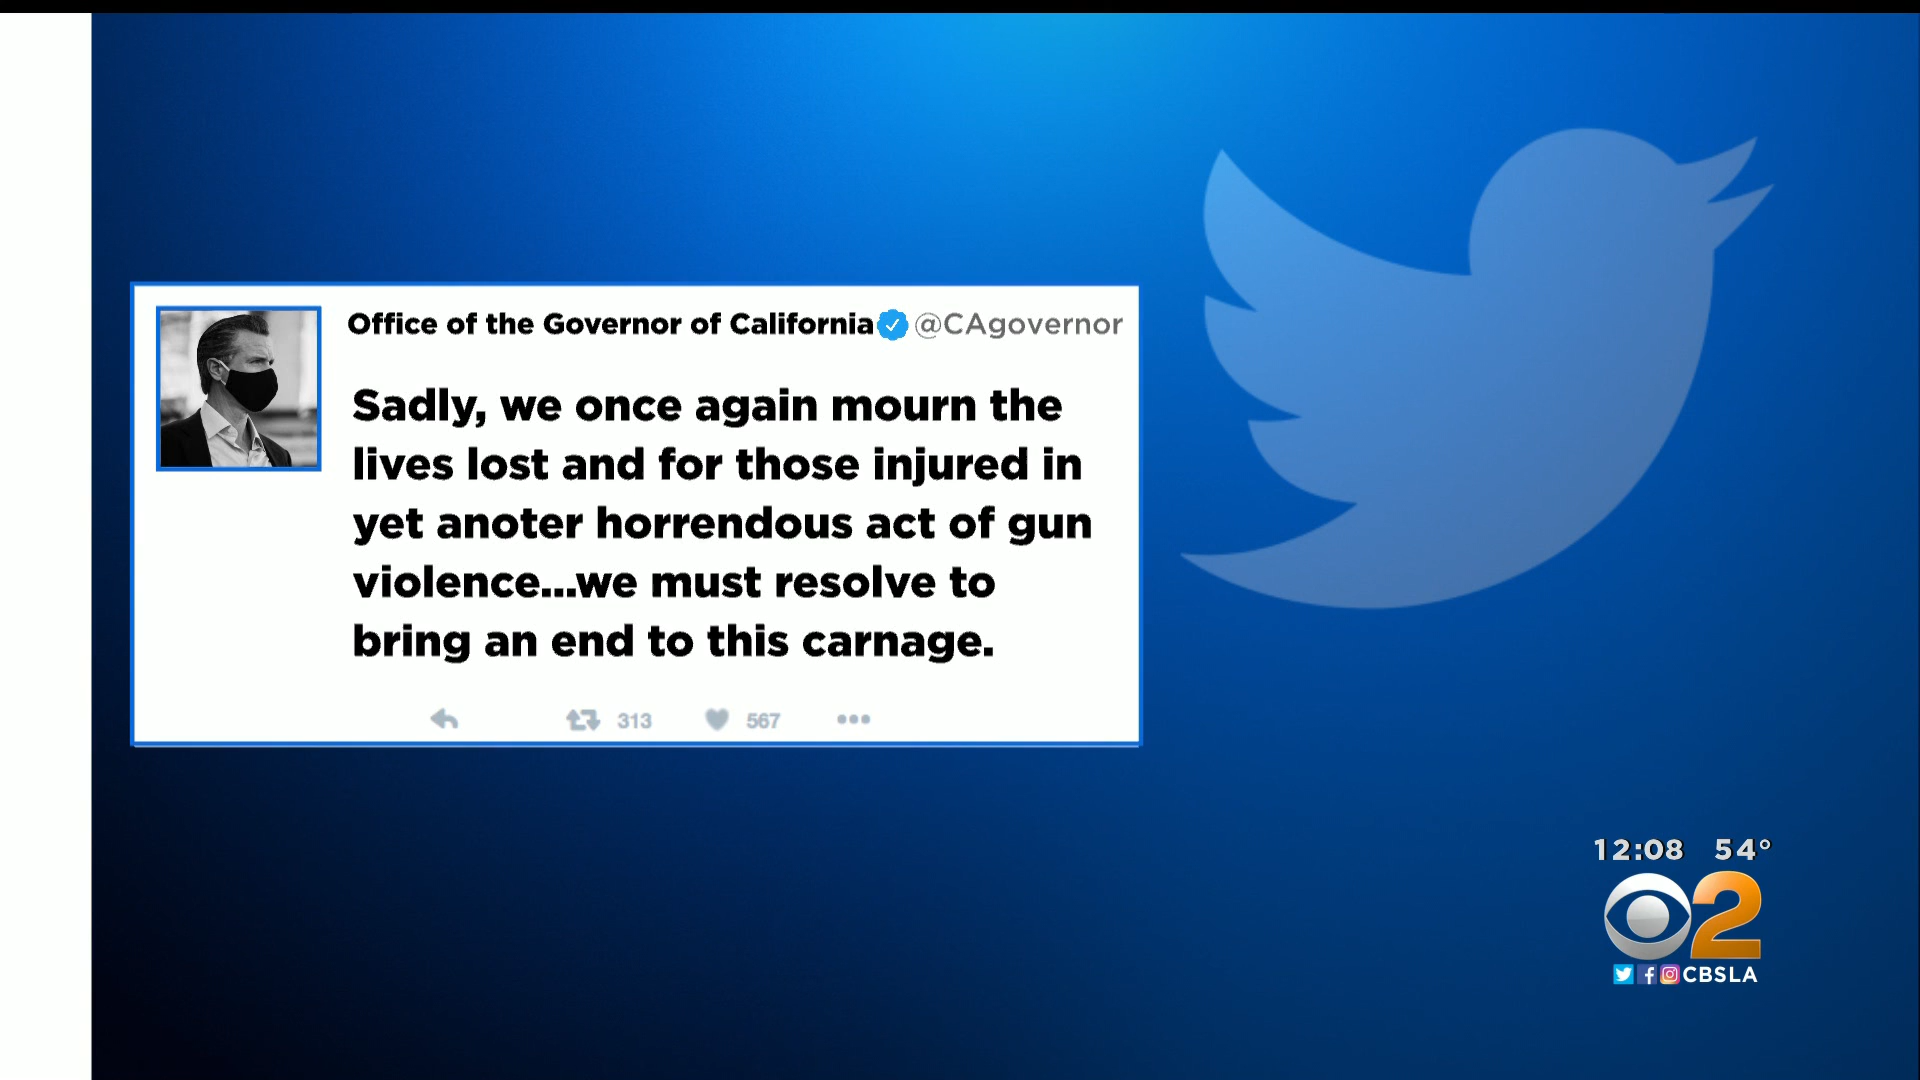 Office of the Governor of California @CAgovernor
Sadly, we once again mourn the
lives lost and for those injured in
yet anoter horrendous act of gun
violence...we must resolve to
bring an end to this carnage.
313 567
12:08 54°
2
CBSLA